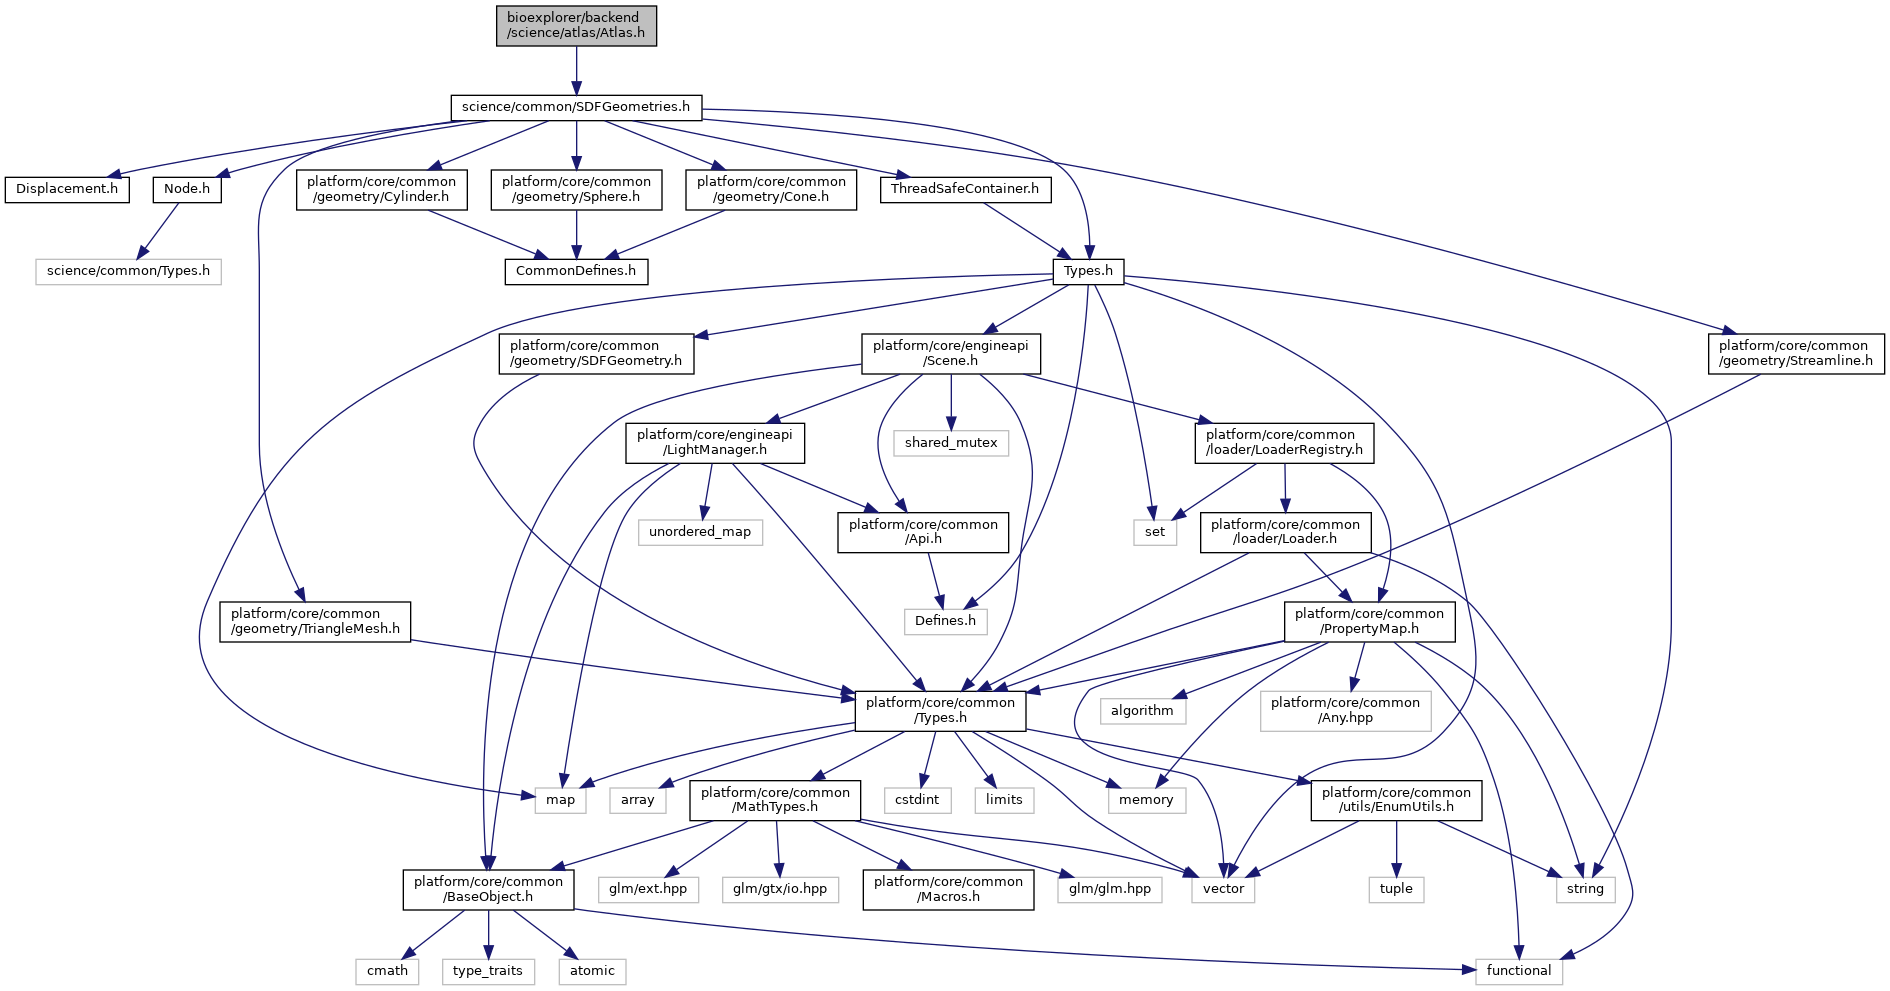 bioexplorer/backend
/science/atlas/Atlas.h
science/common/SDFGeometries.h
Displacement.h
Node.h
platform/core/common
/geometry/Cylinder.h
platform/core/common
/geometry/Sphere.h
platform/core/common
/geometry/Cone.h
ThreadSafeContainer.h
science/common/Types.h
CommonDefines.h
Types.h
platform/core/common
/geometry/SDFGeometry.h
platform/core/engineapi
/Scene.h
platform/core/common
/geometry/Streamline.h
platform/core/engineapi
/LightManager.h
shared_mutex
platform/core/common
/loader/LoaderRegistry.h
unordered_map
platform/core/common
/Api.h
set
platform/core/common
/loader/Loader.h
platform/core/common
/geometry/TriangleMesh.h
Defines.h
platform/core/common
/PropertyMap.h
platform/core/common
/Types.h
algorithm
platform/core/common
/Any.hpp
map
array
platform/core/common
/MathTypes.h
cstdint
limits
memory
platform/core/common
/utils/EnumUtils.h
platform/core/common
/BaseObject.h
glm/ext.hpp
glm/gtx/io.hpp
platform/core/common
/Macros.h
glm/glm.hpp
vector
tuple
string
cmath
type_traits
atomic
functional